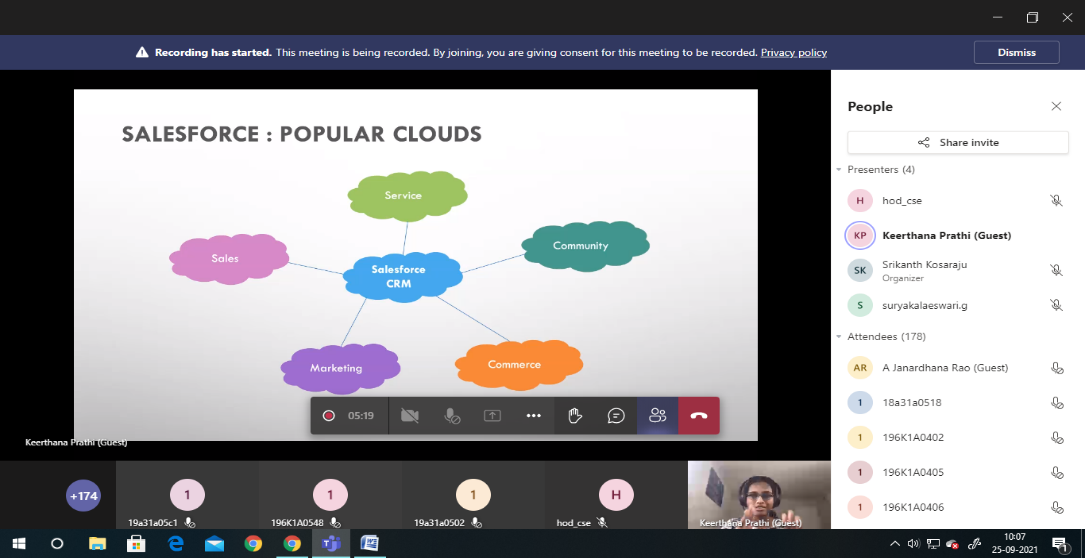 Recording has started. This meeting is being recorded. By joining, you are giving consent for this meeting to be recorded. Privacy policy
Dismiss
SALESFORCE : POPULAR CLOUDS
Service
Community
Sales
Salesforce
CRM
Marketing
Commerce
05:19
Keerthana Prathi (Guest)
People
Share invite
Presenters (4)
H
hod_cse
KP
Keerthana Prathi (Guest)
SK
Srikanth Kosaraju
Organizer
S
suryakalaeswari.g
Attendees (178)
AR
A Janardhana Rao (Guest)
1
18a31a0518
1
196K1A0402
1
196K1A0405
1
196K1A0406
+174
1
19a31a05c1
1
196K1A0548
1
19a31a0502
H
hod_cse
Keerthana Prathi (Guest)
10:07
25-09-2021
1